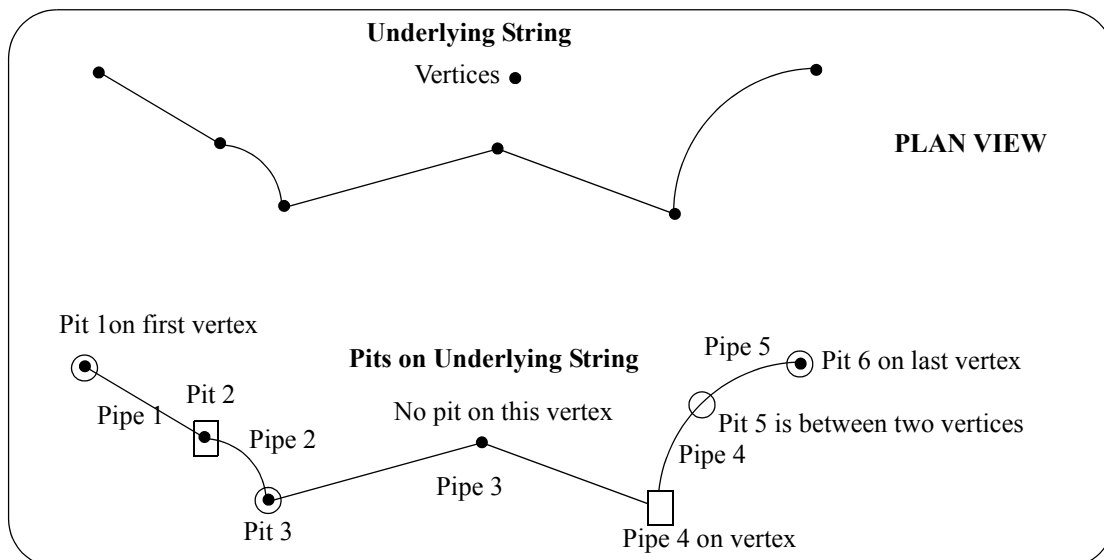 Underlying String
Vertices
PLAN VIEW
Pit 1on first vertex
Pits on Underlying String
Pipe 5
Pit 6 on last vertex
Pipe 1
Pit 2
No pit on this vertex
Pit 5 is between two vertices
Pipe 2
Pipe 4
Pipe 3
Pit 3
Pipe 4 on vertex